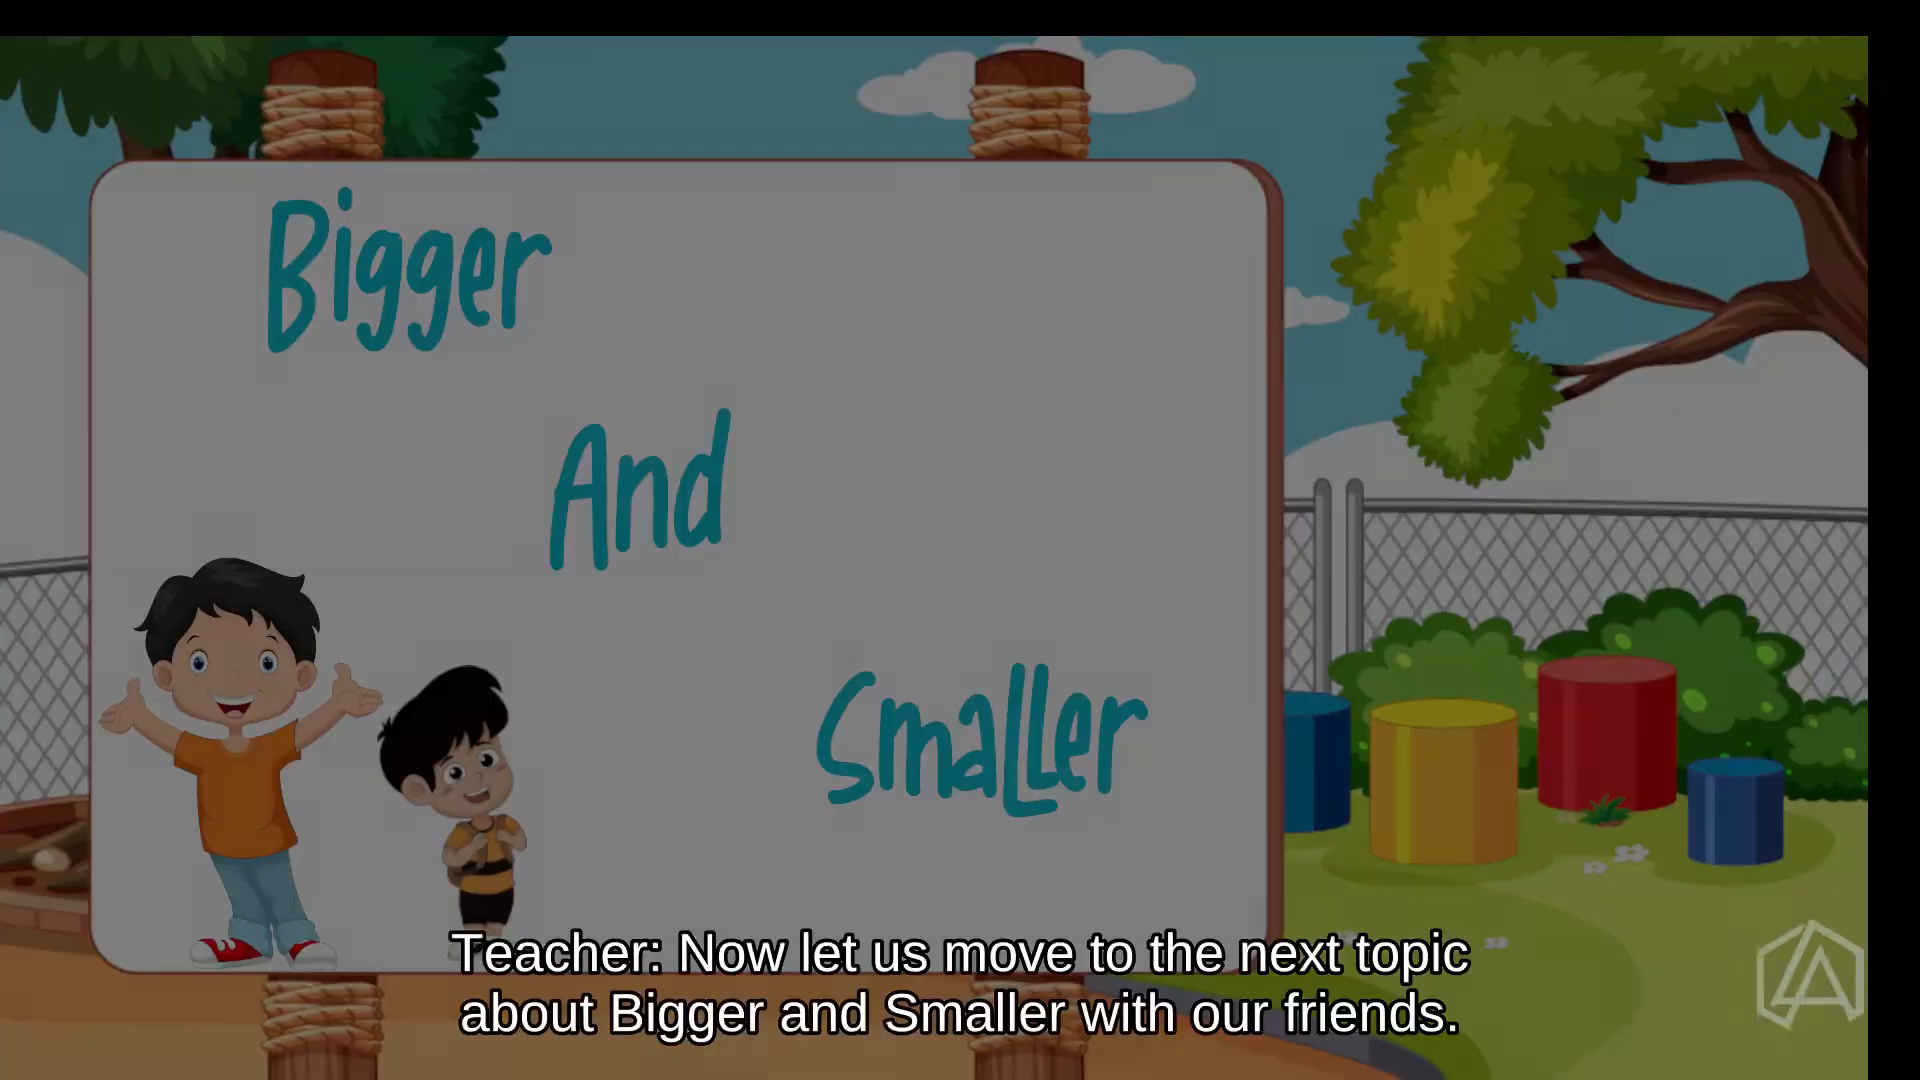 Bigger
And
Smaller
Teacher: Now let us move to the next topic
about Bigger and Smaller with our friends.